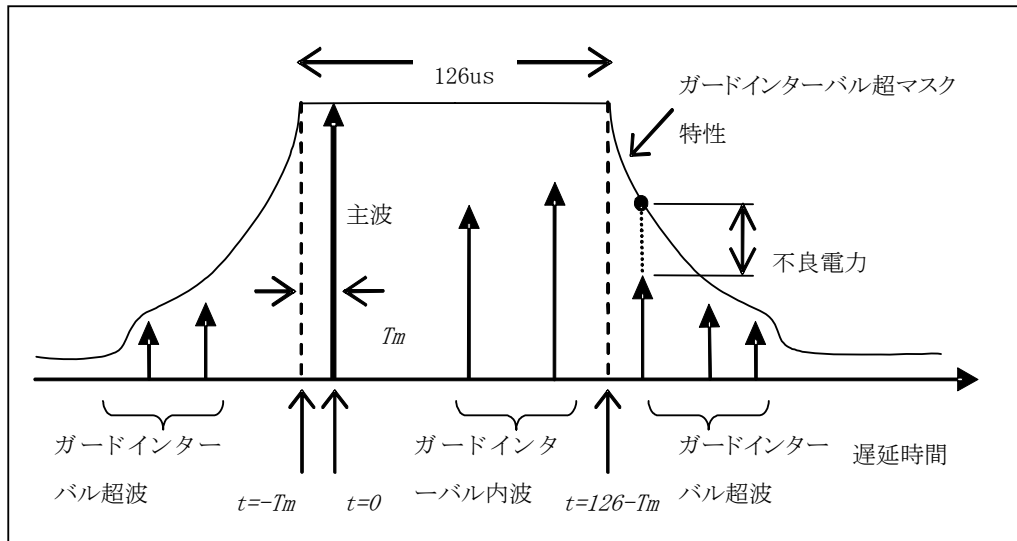 126us
ガードインターバル超マスク
特性
主波
不良電力
Tm
ガードインター
バル超波
ガードインタ
ーバル内波
ガードインター
バル超波
遅延時間
t=-Tm
t=0
t=126-Tm